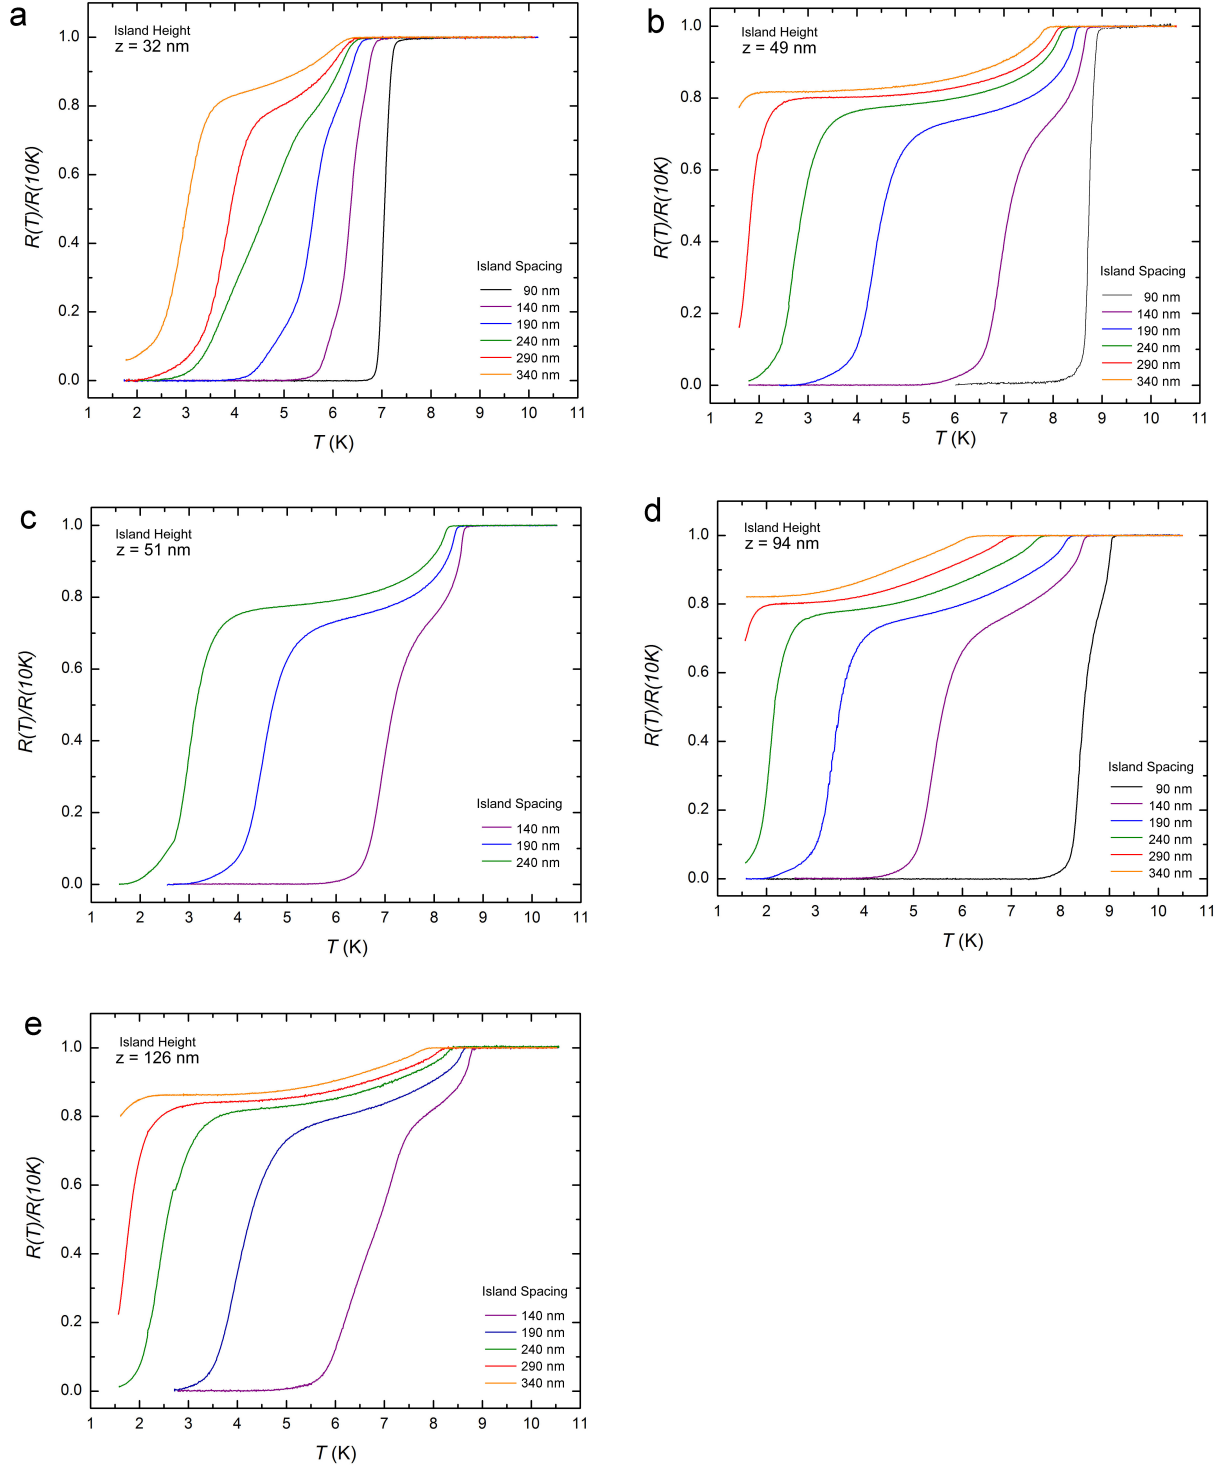 a
Island Height
z = 32 nm
1.0
0.8
0.6
0.4
0.2
0.0
R(T)/R(10K)
Island Spacing
90 nm
140 nm
190 nm
240 nm
290 nm
340 nm
1 2 3 4 5 6 7 8 9 10 11
T (K)
b
Island Height
z = 49 nm
1.0
0.8
0.6
0.4
0.2
0.0
R(T)/R(10K)
Island Spacing
90 nm
140 nm
190 nm
240 nm
290 nm
340 nm
1 2 3 4 5 6 7 8 9 10 11
T (K)
c
Island Height
z = 51 nm
1.0
0.8
0.6
0.4
0.2
0.0
R(T)/R(10K)
Island Spacing
140 nm
190 nm
240 nm
1 2 3 4 5 6 7 8 9 10 11
T (K)
d
Island Height
z = 94 nm
1.0
0.8
0.6
0.4
0.2
0.0
R(T)/R(10K)
Island Spacing
90 nm
140 nm
190 nm
240 nm
290 nm
340 nm
1 2 3 4 5 6 7 8 9 10 11
T (K)
e
Island Height
z = 126 nm
1.0
0.8
0.6
0.4
0.2
0.0
R(T)/R(10K)
Island Spacing
140 nm
190 nm
240 nm
290 nm
340 nm
1 2 3 4 5 6 7 8 9 10 11
T (K)